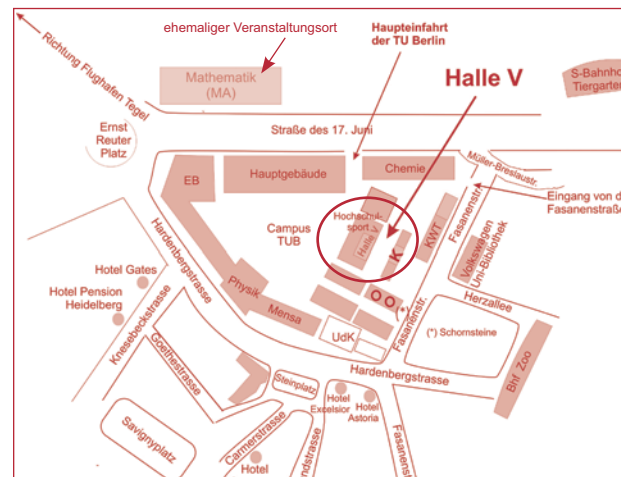 ehemaliger Veranstaltungsort
Richtung Flughafen Tegel
Haupteinfahrt
der TU Berlin
Mathematik
(MA)
Halle V
S-Bahnho
Tiergarten
Ernst
Reuter
Platz
Straße des 17. Juni
Müller-Breslaustr.
EB
Hauptgebäude
Chemie
Eingang von d
Fasanenstraße
Fasanenstr.
Hochschul-
sport
Halle V
Campus
TUB
K
KWT
Volkswagen
Uni-Bibliothek
Hardenbergstrasse
Hotel Gates
Hotel Pension
Heidelberg
Knesebeckstrasse
Physik
Mensa
O O
(*)
Herzallee
Fasanenstr.
(*) Schornsteine
UdK
Goethestrasse
Hardenbergstrasse
Bhf Zoo
Steinplatz
Hotel
Excelsior
Hotel
Astoria
Savignyplatz
Carmerstrasse
Hotel
ndstrasse
Fasanenst